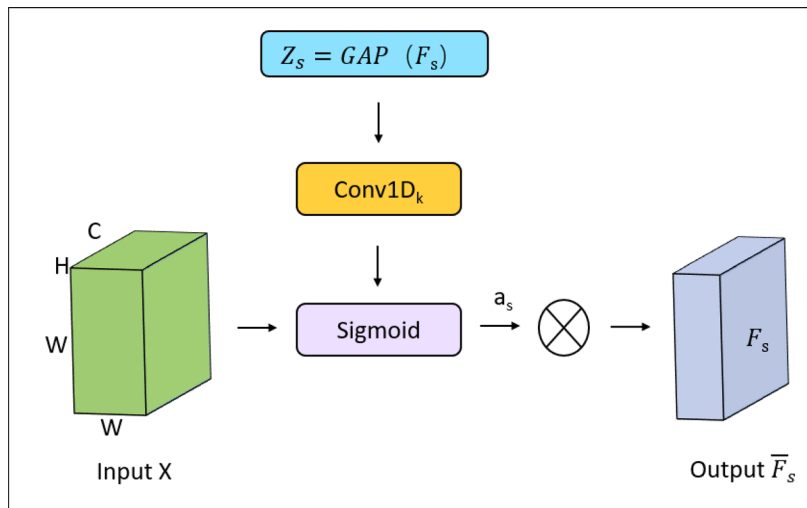 Z_s = GAP (F_s)
Conv1D_k
C
H
W
W
Sigmoid
a_s
F_s
Input X
Output F̅_s